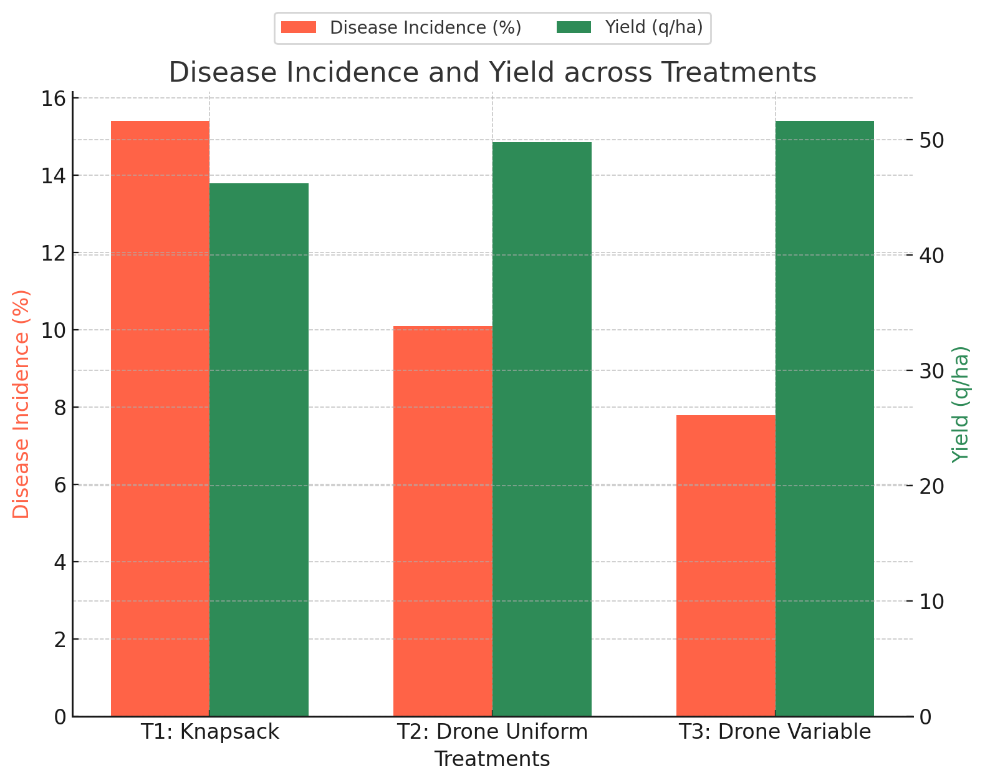 Disease Incidence (%) Yield (q/ha)
Disease Incidence and Yield across Treatments
Disease Incidence (%)
16
14
12
10
8
6
4
2
0
50
40
30
20
10
0
Yield (q/ha)
T1: Knapsack T2: Drone Uniform T3: Drone Variable
Treatments